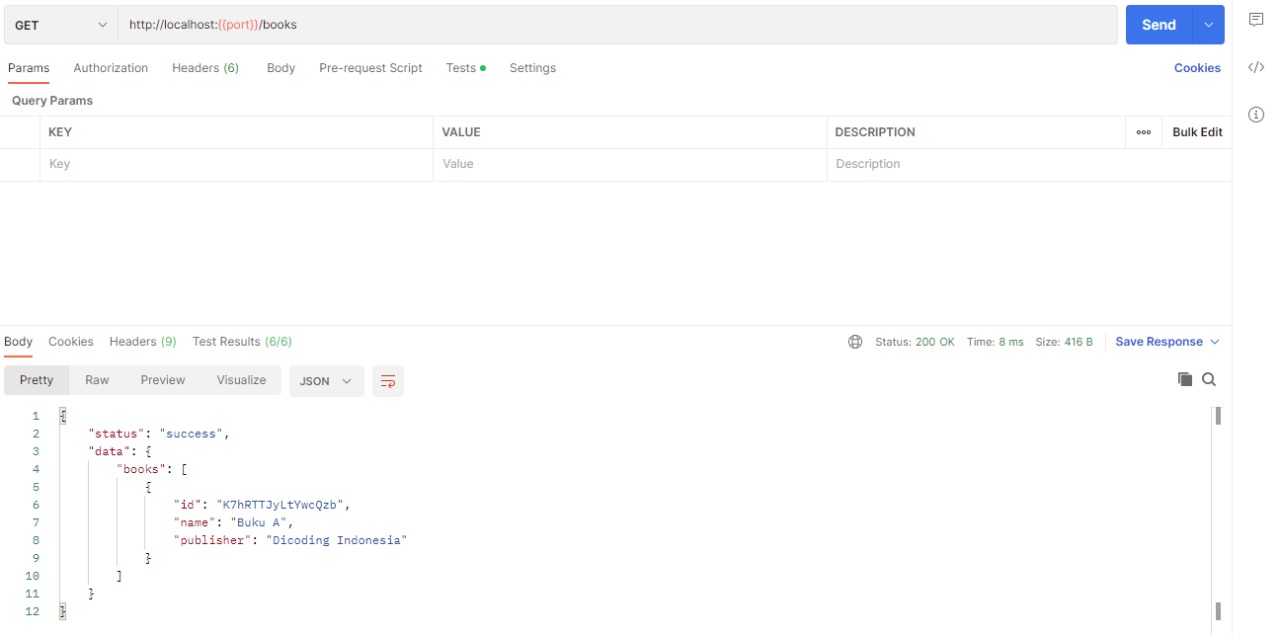 GET http://localhost:{{port}}/books Send
Params Authorization Headers (6) Body Pre-request Script Tests Settings Cookies
Query Params
KEY VALUE DESCRIPTION ooo Bulk Edit
Key Value Description
Body Cookies Headers (9) Test Results (6/6) Status: 200 OK Time: 8 ms Size: 416 B Save Response
Pretty Raw Preview Visualize JSON
1 {
2 "status": "success",
3 "data": {
4 "books": [
5 {
6 "id": "K7hRTTJyLtYwcQzb",
7 "name": "Buku A",
8 "publisher": "Dicoding Indonesia"
9 }
10 ]
11 }
12 }